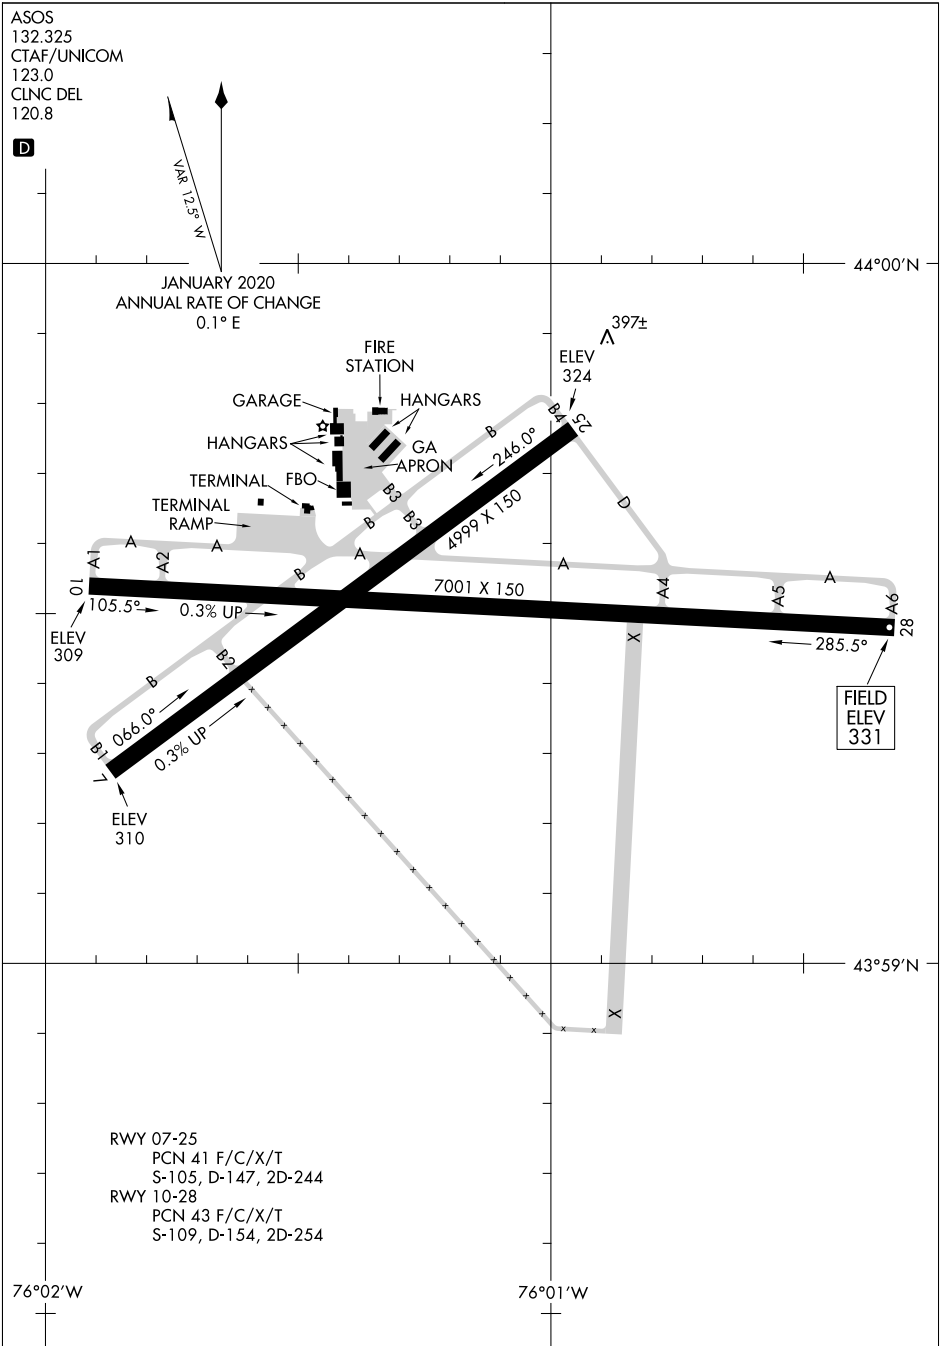 ASOS
132.325
CTAF/UNICOM
123.0
CLNC DEL
120.8
D
VAR 12.5° W
JANUARY 2020
ANNUAL RATE OF CHANGE
0.1° E
44°00'N
397±
FIRE
STATION
ELEV
324
GARAGE
HANGARS
HANGARS
GA
APRON
FBO
TERMINAL
TERMINAL
RAMP
B4
25
B
246.0°
4999 X 150
D
B3
B3
B
A
A
A
A
A
B
A1
A2
A4
A5
A6
10
105.5°
0.3% UP
7001 X 150
285.5°
28
X
ELEV
309
FIELD
ELEV
331
B2
B
066.0°
0.3% UP
B1
7
ELEV
310
43°59'N
X
x
x
RWY 07-25
PCN 41 F/C/X/T
S-105, D-147, 2D-244
RWY 10-28
PCN 43 F/C/X/T
S-109, D-154, 2D-254
76°02'W
76°01'W